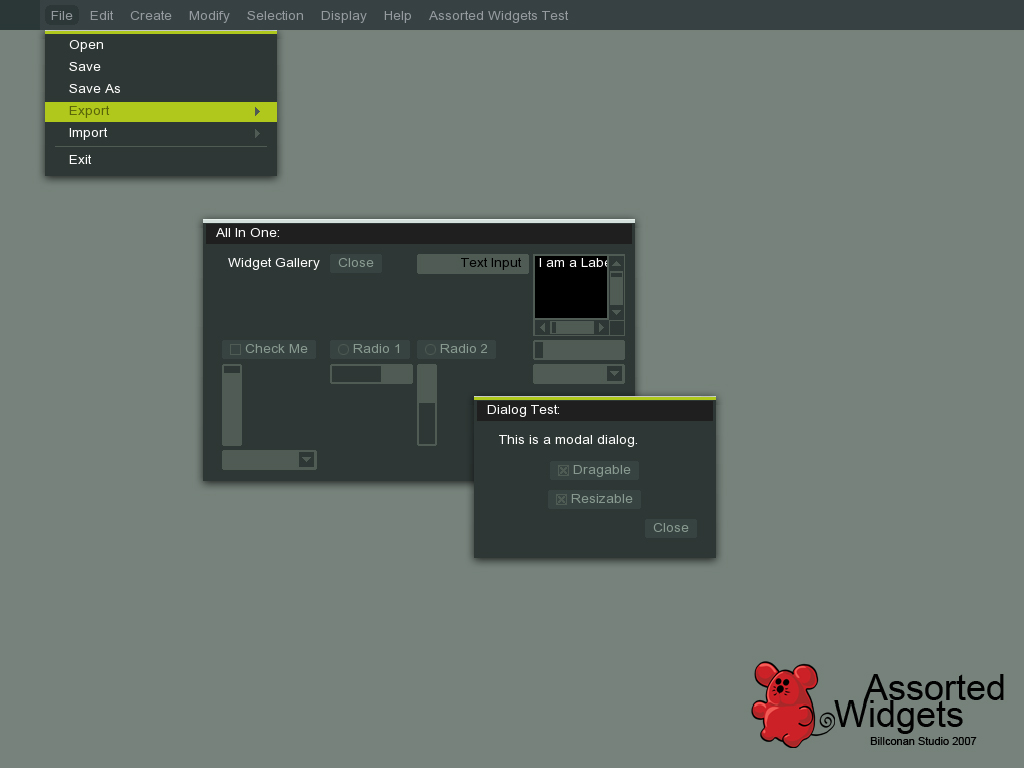 File Edit Create Modify Selection Display Help Assorted Widgets Test
Open
Save
Save As
Export
Import
Exit
All In One:
Widget Gallery Close Text Input I am a Labe
Check Me Radio 1 Radio 2
Dialog Test:
This is a modal dialog.
Dragable
Resizable
Close
Assorted
Widgets
Billconan Studio 2007